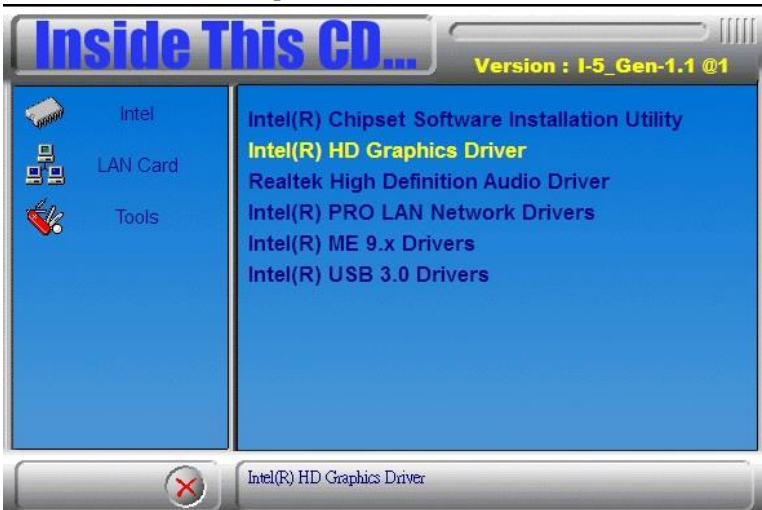 Inside This CD...
Version : I-5_Gen-1.1 @1
Intel
LAN Card
Tools
Intel(R) Chipset Software Installation Utility
Intel(R) HD Graphics Driver
Realtek High Definition Audio Driver
Intel(R) PRO LAN Network Drivers
Intel(R) ME 9.x Drivers
Intel(R) USB 3.0 Drivers
Intel(R) HD Graphics Driver